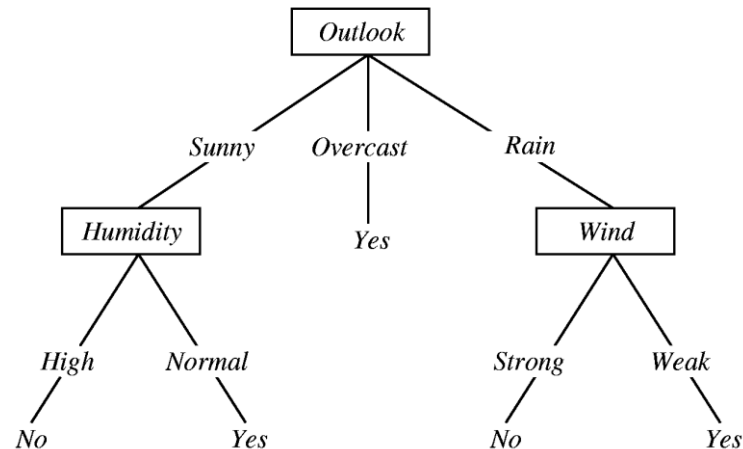 Outlook
Sunny Overcast Rain
Humidity Yes Wind
High Normal Strong Weak
No Yes No Yes